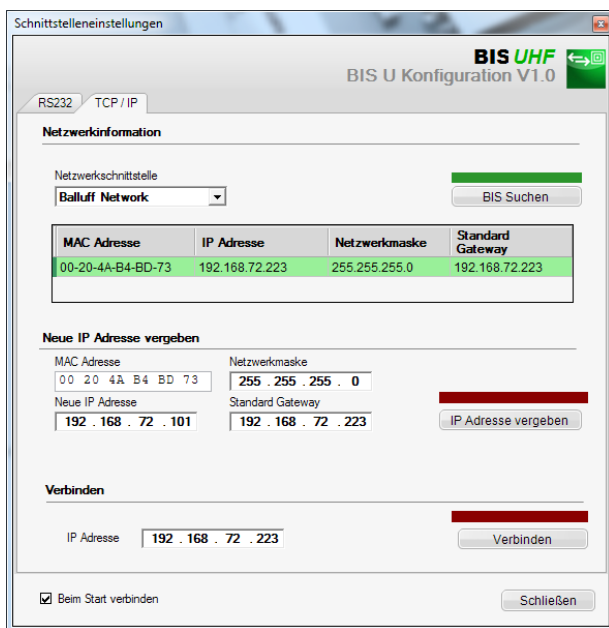 Schnittstelleneinstellungen
BIS UHF
BIS U Konfiguration V1.0
RS232 TCP / IP
Netzwerkinformation
Netzwerkschnittstelle
Balluff Network
BIS Suchen
MAC Adresse IP Adresse Netzwerkmaske Standard Gateway
00-20-4A-B4-BD-73 192.168.72.223 255.255.255.0 192.168.72.223
Neue IP Adresse vergeben
MAC Adresse Netzwerkmaske
00 20 4A B4 BD 73 255 . 255 . 255 . 0
Neue IP Adresse Standard Gateway
192 . 168 . 72 . 101 192 . 168 . 72 . 223 IP Adresse vergeben
Verbinden
IP Adresse 192 . 168 . 72 . 223 Verbinden
Beim Start verbinden Schließen